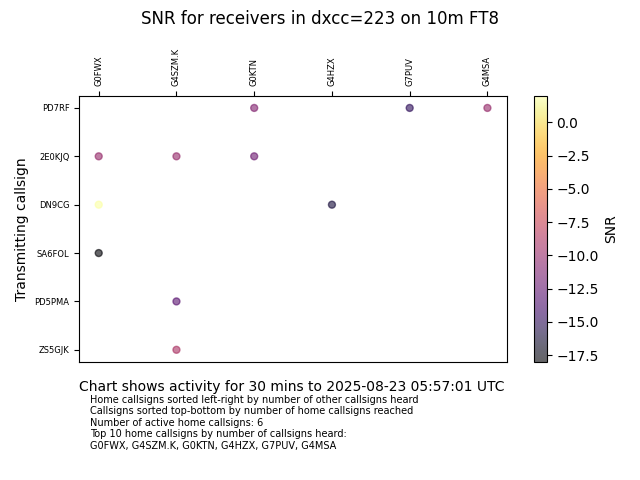 SNR for receivers in dxcc=223 on 10m FT8
G0FWX
G4SZM.K
G0KTN
G4HZX
G7PUV
G4MSA
Transmitting callsign
PD7RF
2E0KJQ
DN9CG
SA6FOL
PD5PMA
ZS5GJK
0.0
−2.5
−5.0
−7.5
−10.0
−12.5
−15.0
−17.5
SNR
Chart shows activity for 30 mins to 2025-08-23 05:57:01 UTC
Home callsigns sorted left-right by number of other callsigns heard
Callsigns sorted top-bottom by number of home callsigns reached
Number of active home callsigns: 6
Top 10 home callsigns by number of callsigns heard:
G0FWX, G4SZM.K, G0KTN, G4HZX, G7PUV, G4MSA